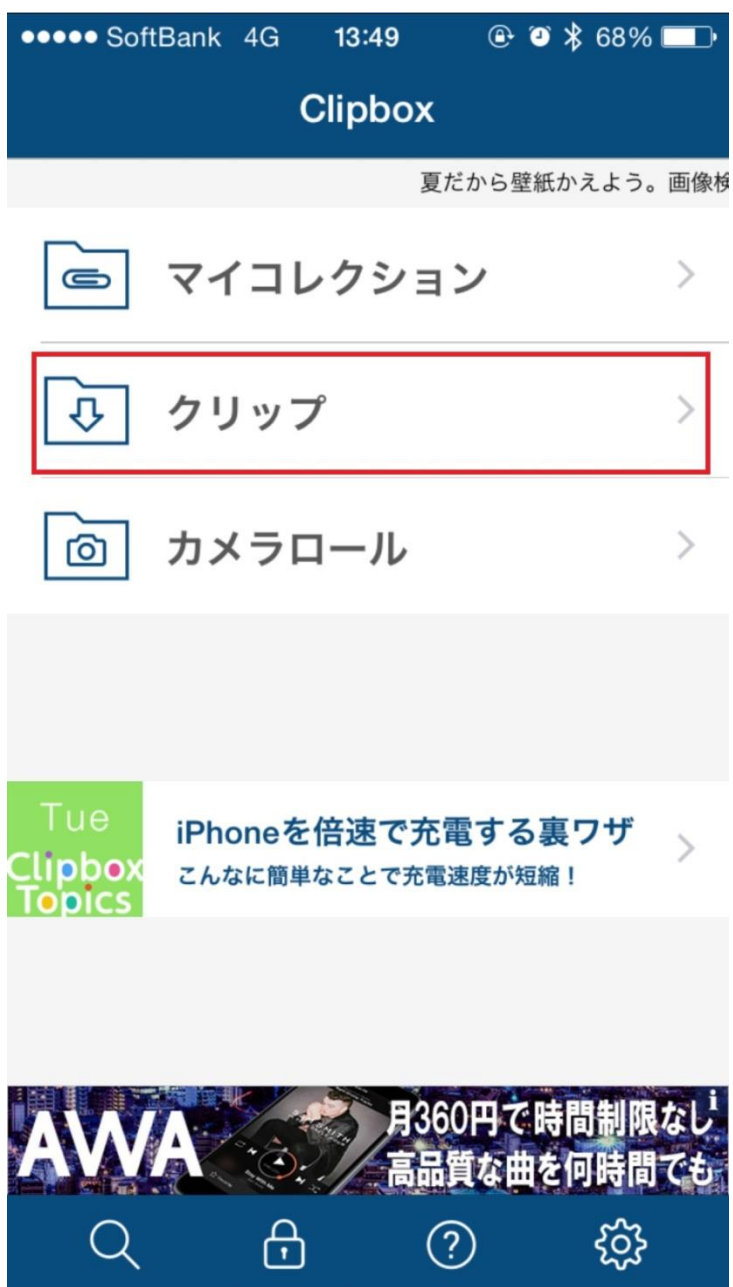 SoftBank 4G 13:49 68%
Clipbox
夏だから壁紙かえよう。画像検
マイコレクション
クリップ
カメラロール
Tue
Clipbox
Topics
iPhoneを倍速で充電する裏ワザ
こんなに簡単なことで充電速度が短縮！
AWA
月360円で時間制限なし
高品質な曲を何時間でも